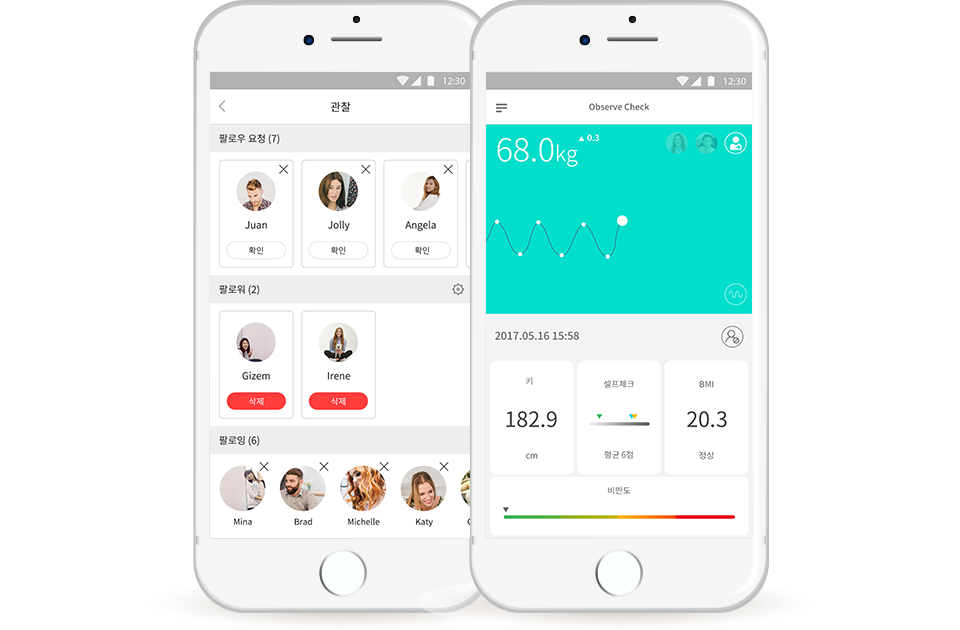 12:30
관찰
팔로우 요청 (7)
Juan
Jolly
Angela
확인
확인
확인
팔로워 (2)
Gizem
Irene
삭제
삭제
팔로잉 (6)
Mina
Brad
Michelle
Katy
12:30
Observe Check
68.0kg
▲ 0.3
2017.05.16 15:58
키
182.9
cm
셀프체크
평균 6점
BMI
20.3
정상
비만도